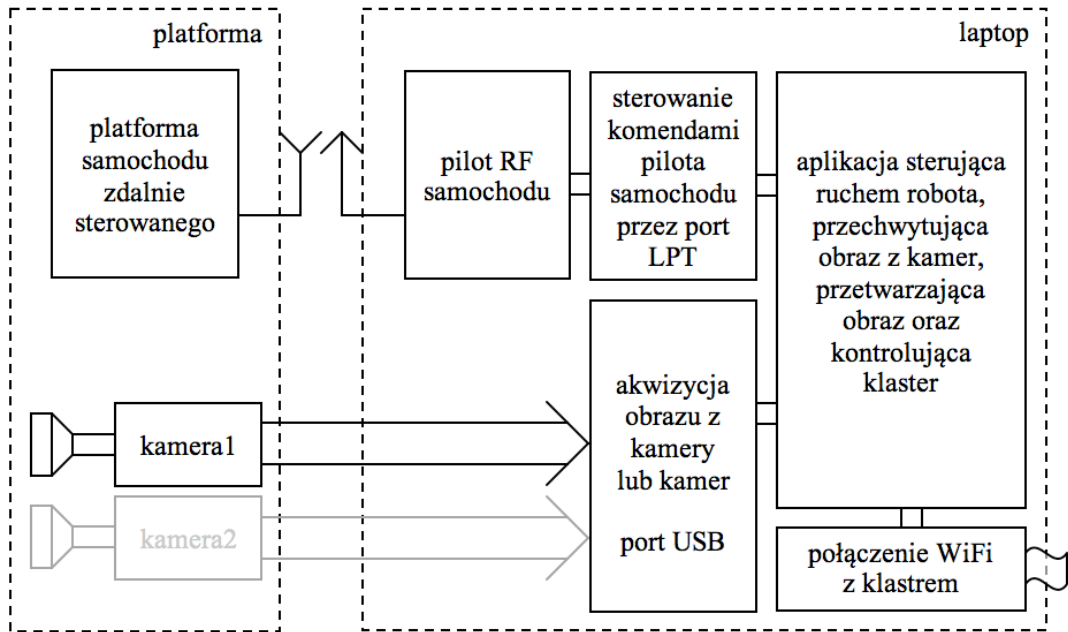 platforma
laptop
platforma
samochodu
zdalnie
sterowanego
pilot RF
samochodu
sterowanie
komendami
pilota
samochodu
przez port
LPT
aplikacja sterująca
ruchem robota,
przechwytująca
obraz z kamer,
przetwarzająca
obraz oraz
kontrolująca
klaster
kamera1
kamera2
akwizycja
obrazu z
kamery
lub kamer
port USB
połączenie WiFi
z klastrem